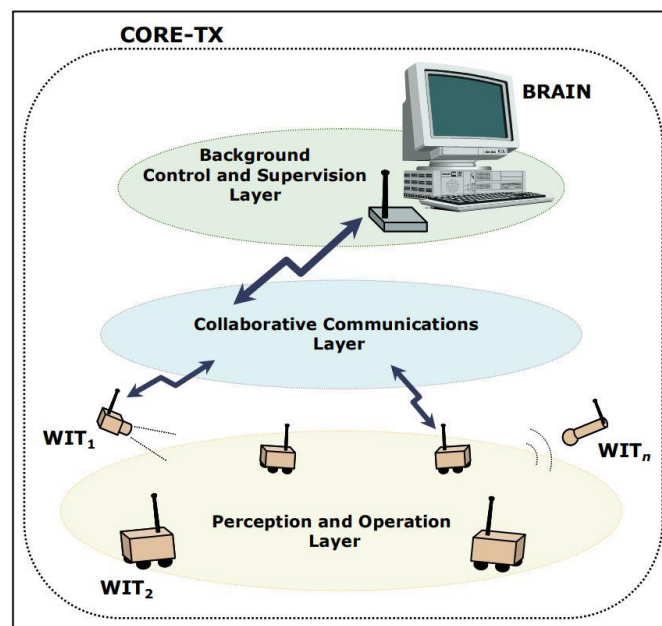 CORE-TX
BRAIN
Background
Control and Supervision
Layer
Collaborative Communications
Layer
WIT1
WITn
Perception and Operation
Layer
WIT2